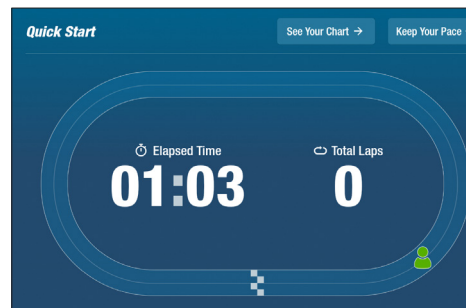 Quick Start
See Your Chart →
Keep Your Pace
Elapsed Time
Total Laps
01:03
0